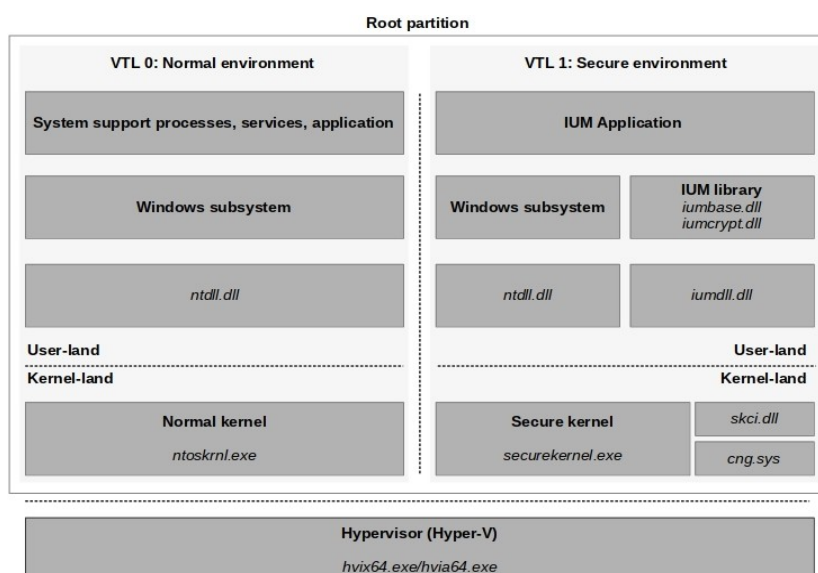 Root partition
VTL 0: Normal environment
System support processes, services, application
Windows subsystem
ntdll.dll
User-land
Kernel-land
Normal kernel
ntoskrnl.exe
VTL 1: Secure environment
IUM Application
Windows subsystem
IUM library
iumbase.dll
iumcrypt.dll
ntdll.dll
iumdll.dll
User-land
Kernel-land
Secure kernel
securekernel.exe
skci.dll
cng.sys
Hypervisor (Hyper-V)
hvix64.exe/hvia64.exe